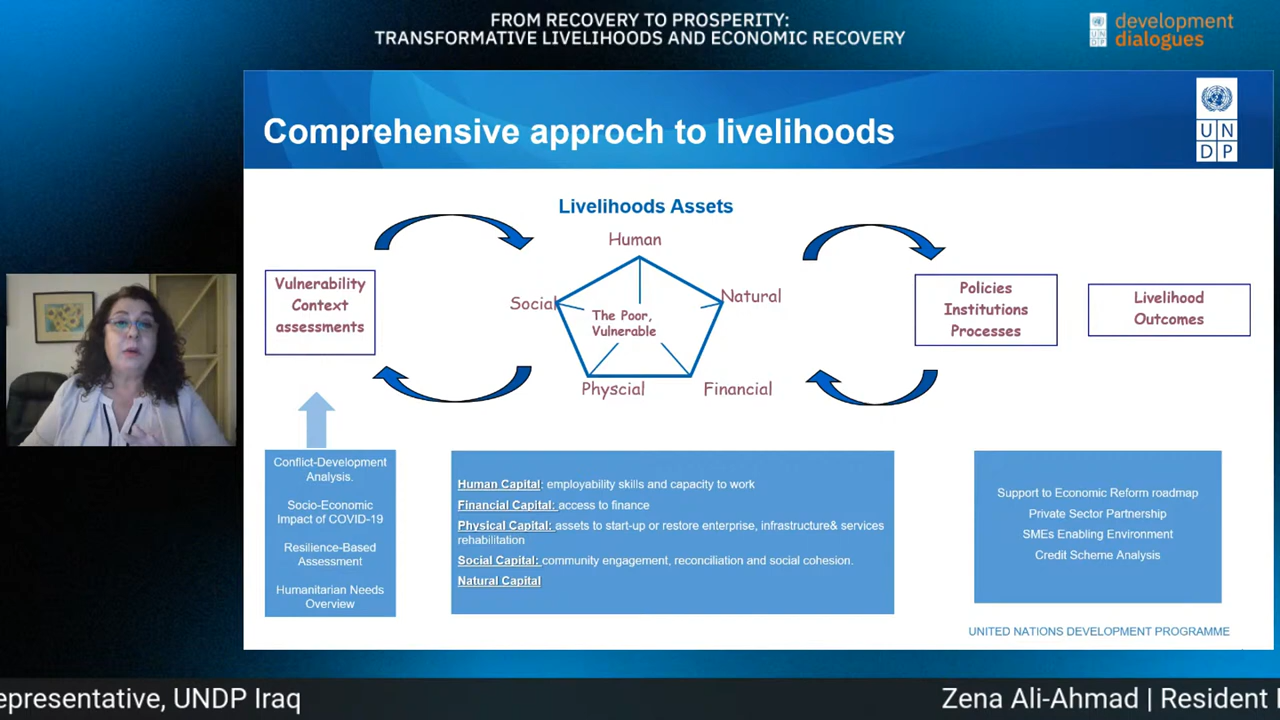 FROM RECOVERY TO PROSPERITY:
TRANSFORMATIVE LIVELIHOODS AND ECONOMIC RECOVERY
UN
DP
development
dialogues
Comprehensive approch to livelihoods
U N
D P
Livelihoods Assets
Human
Social
Natural
The Poor,
Vulnerable
Physcial
Financial
Vulnerability
Context
assessments
Policies
Institutions
Processes
Livelihood
Outcomes
Conflict-Development
Analysis.
Socio-Economic
Impact of COVID-19
Resilience-Based
Assessment
Humanitarian Needs
Overview
Human Capital: employability skills and capacity to work
Financial Capital: access to finance
Physical Capital: assets to start-up or restore enterprise, infrastructure& services
rehabilitation
Social Capital: community engagement, reconciliation and social cohesion.
Natural Capital
Support to Economic Reform roadmap
Private Sector Partnership
SMEs Enabling Environment
Credit Scheme Analysis
UNITED NATIONS DEVELOPMENT PROGRAMME
epresentative, UNDP Iraq
Zena Ali-Ahmad | Resident